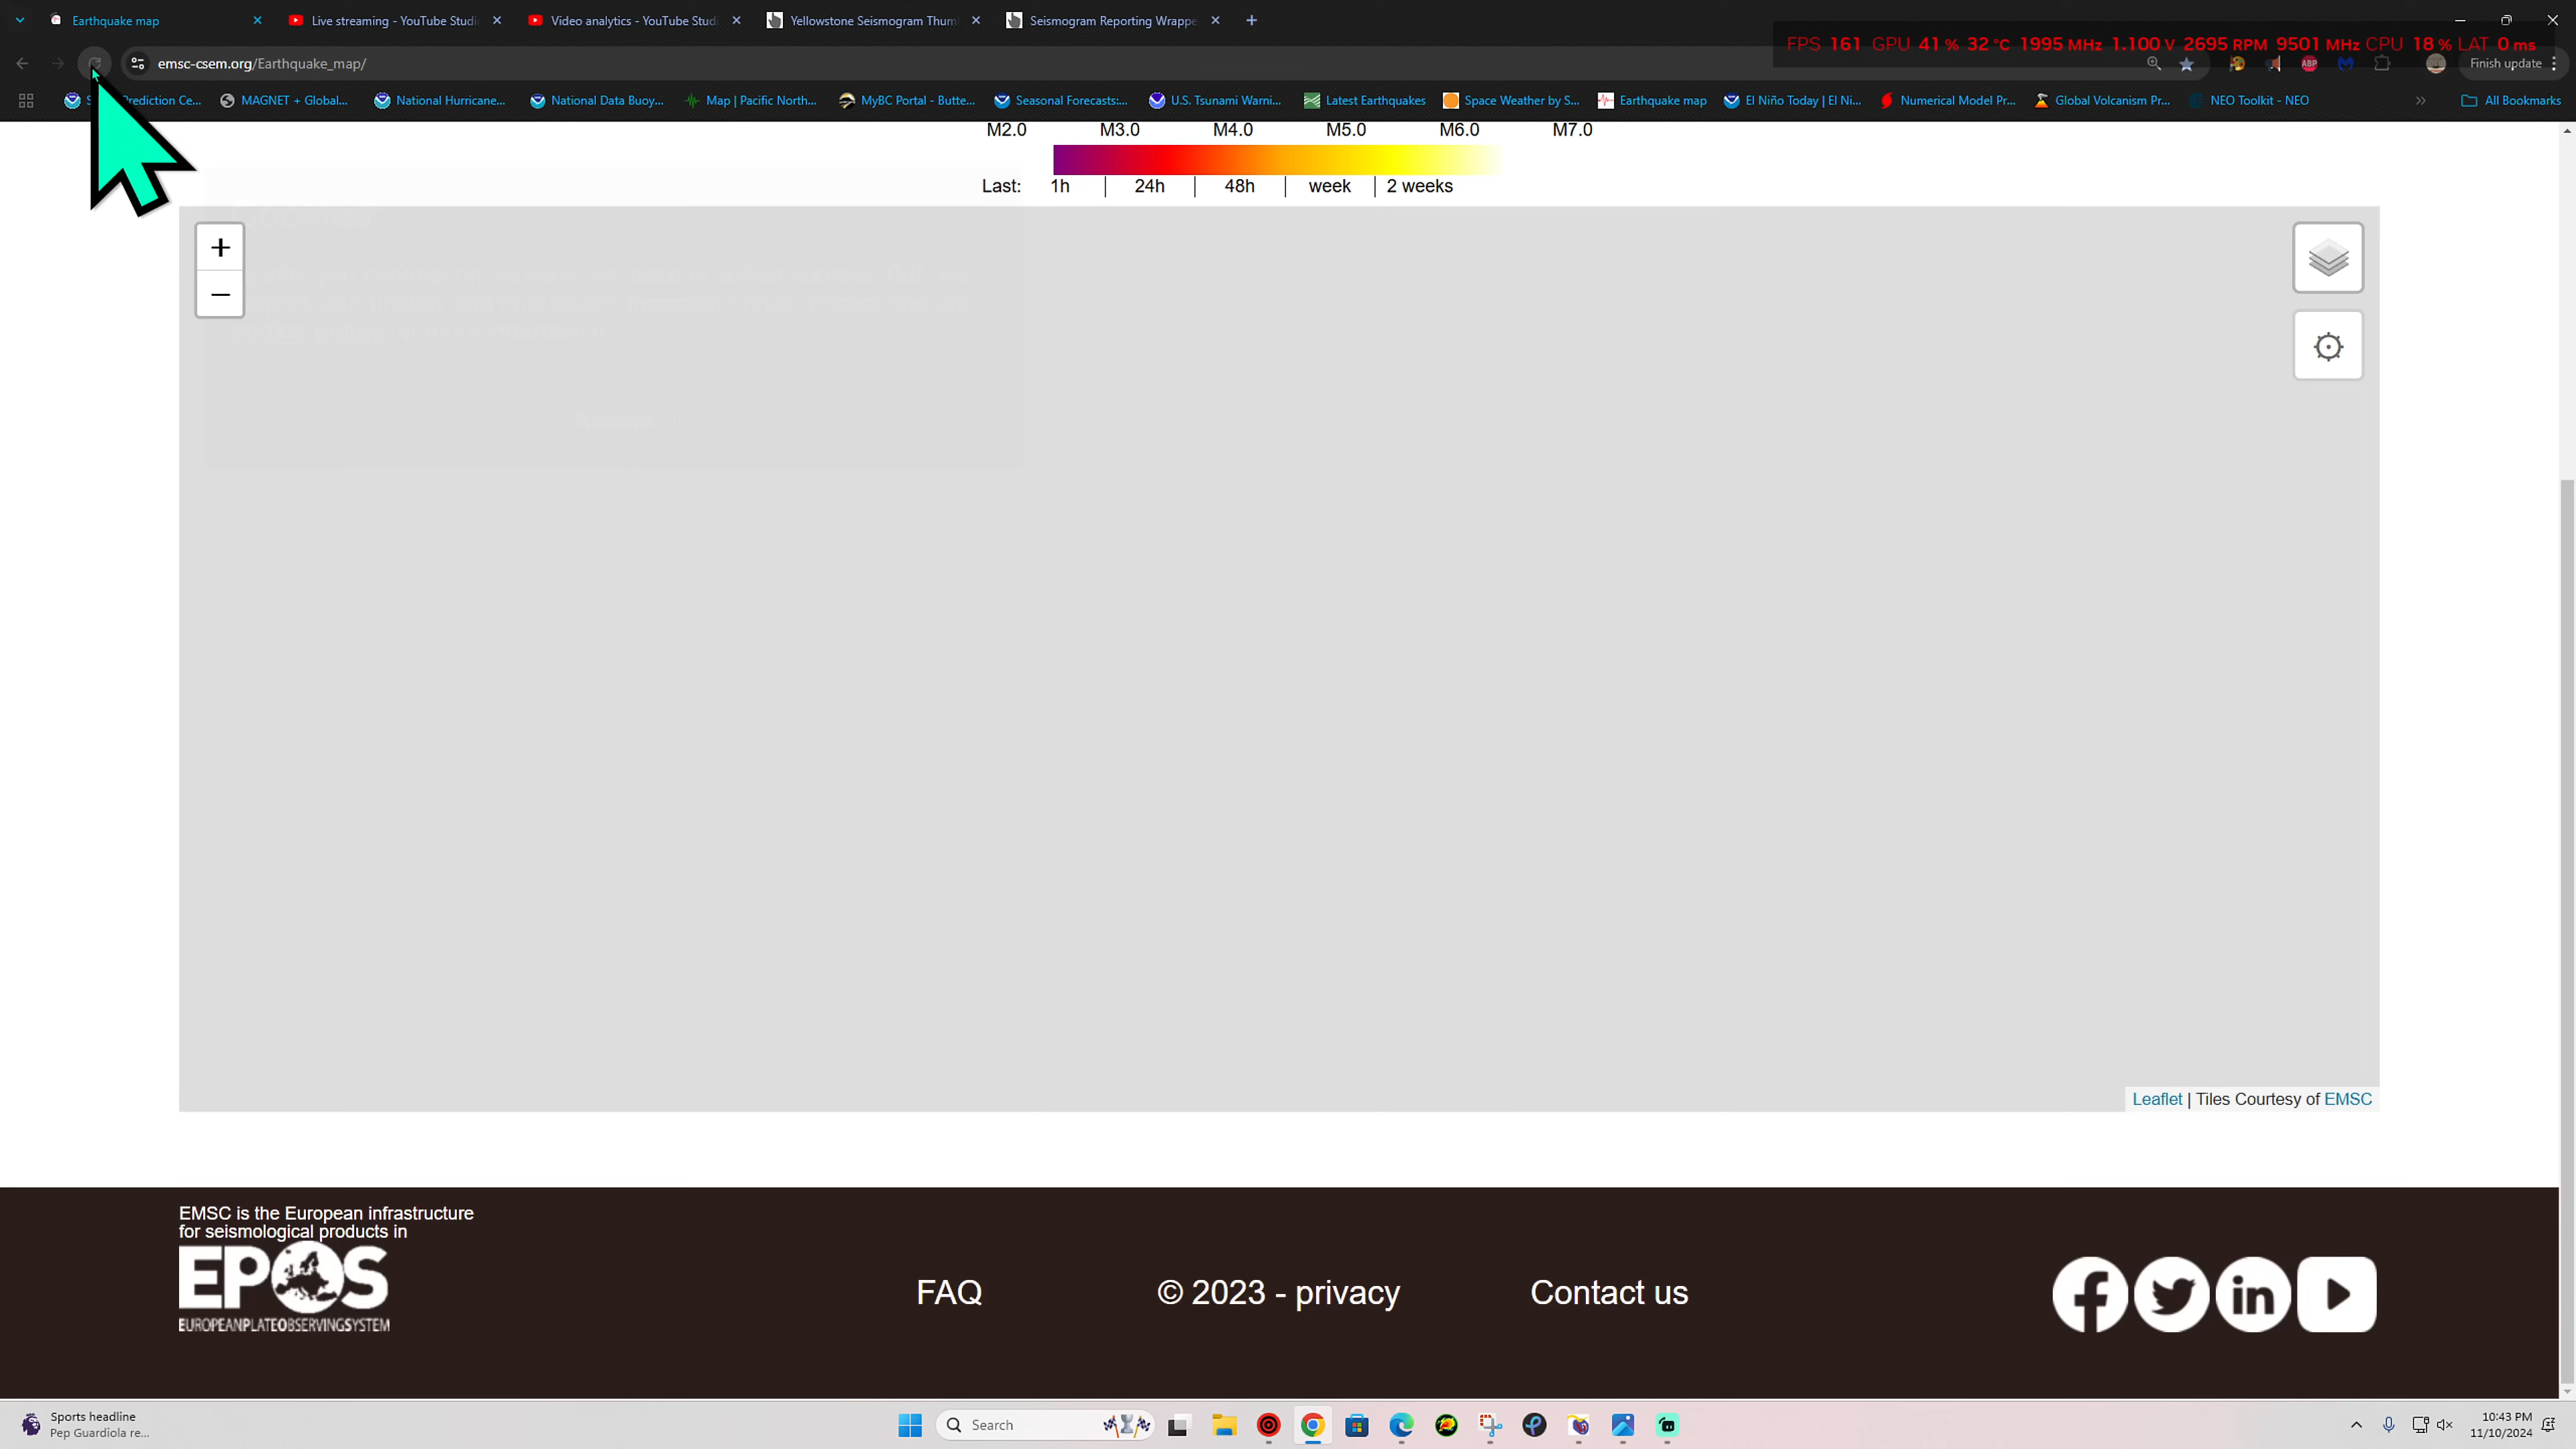 Earthquake map
Live streaming - YouTube Studi
Video analytics - YouTube Studi
Yellowstone Seismogram Thum
Seismogram Reporting Wrappe
FPS 161 GPU 41 % 32 °C 1995 MHz 1.100 V 2695 RPM 9501 MHz CPU 18 % LAT 0 ms
emsc-csem.org/Earthquake_map/
ABP
Finish update
Prediction Ce...
MAGNET + Global...
National Hurricane...
National Data Buoy...
Map | Pacific North...
MyBC Portal - Butte...
Seasonal Forecasts:...
U.S. Tsunami Warni...
Latest Earthquakes
Space Weather by S...
Earthquake map
El Niño Today | El Ni...
Numerical Model Pr...
Global Volcanism Pr...
NEO Toolkit - NEO
All Bookmarks
M2.0 M3.0 M4.0 M5.0 M6.0 M7.0
Last: 1h | 24h | 48h | week | 2 weeks
+
−
Leaflet | Tiles Courtesy of EMSC
EMSC is the European infrastructure
for seismological products in
EPOS
EUROPEANPLATEOBSERVINGSYSTEM
FAQ
© 2023 - privacy
Contact us
Sports headline
Pep Guardiola re...
Search
10:43 PM
11/10/2024